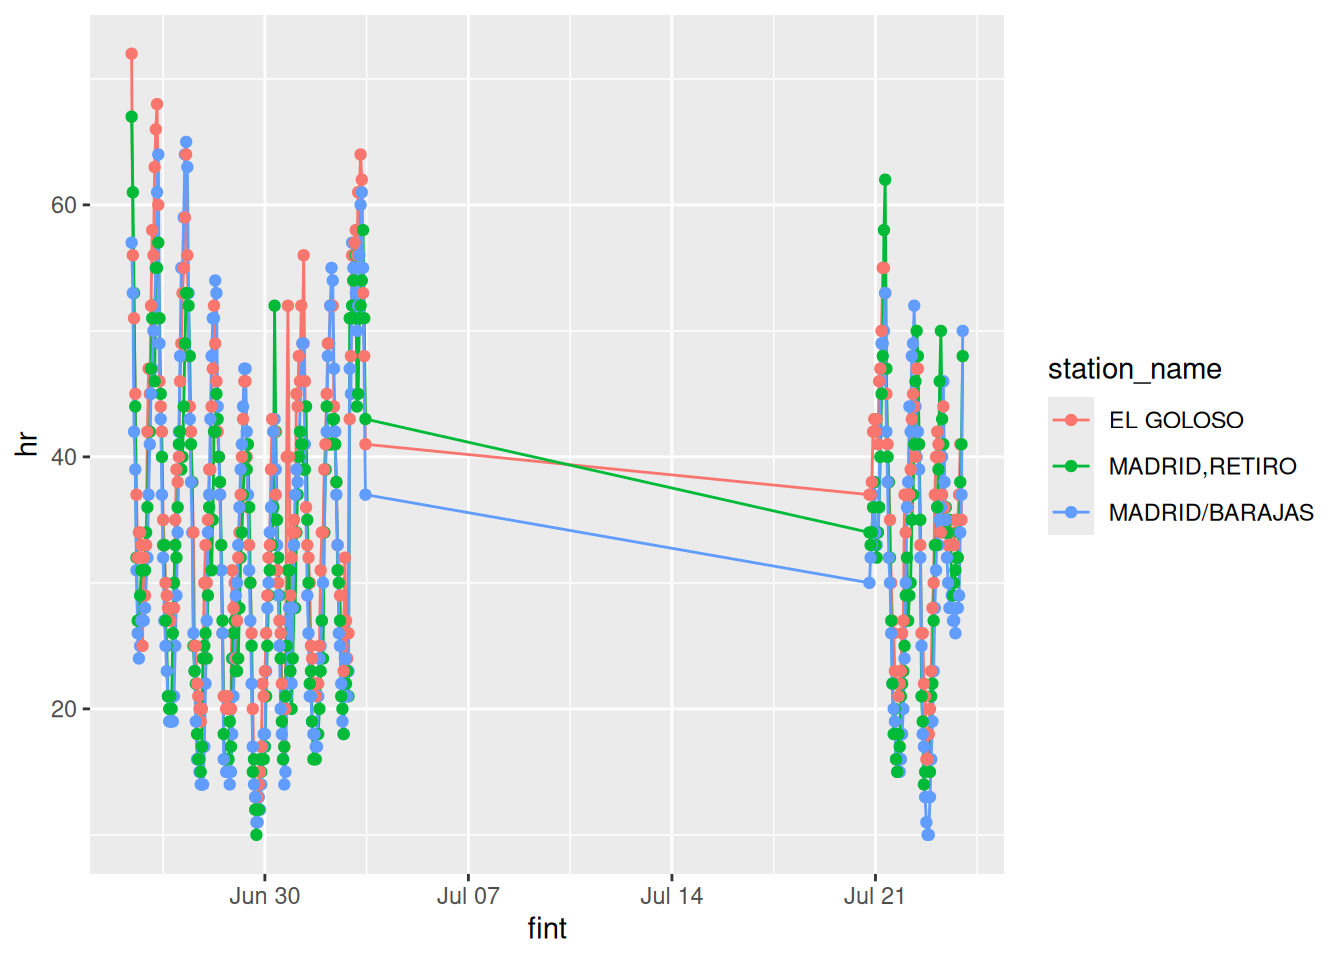 60
40
20
hr
Jun 30
Jul 07
Jul 14
Jul 21
fint
station_name
EL GOLOSO
MADRID,RETIRO
MADRID/BARAJAS